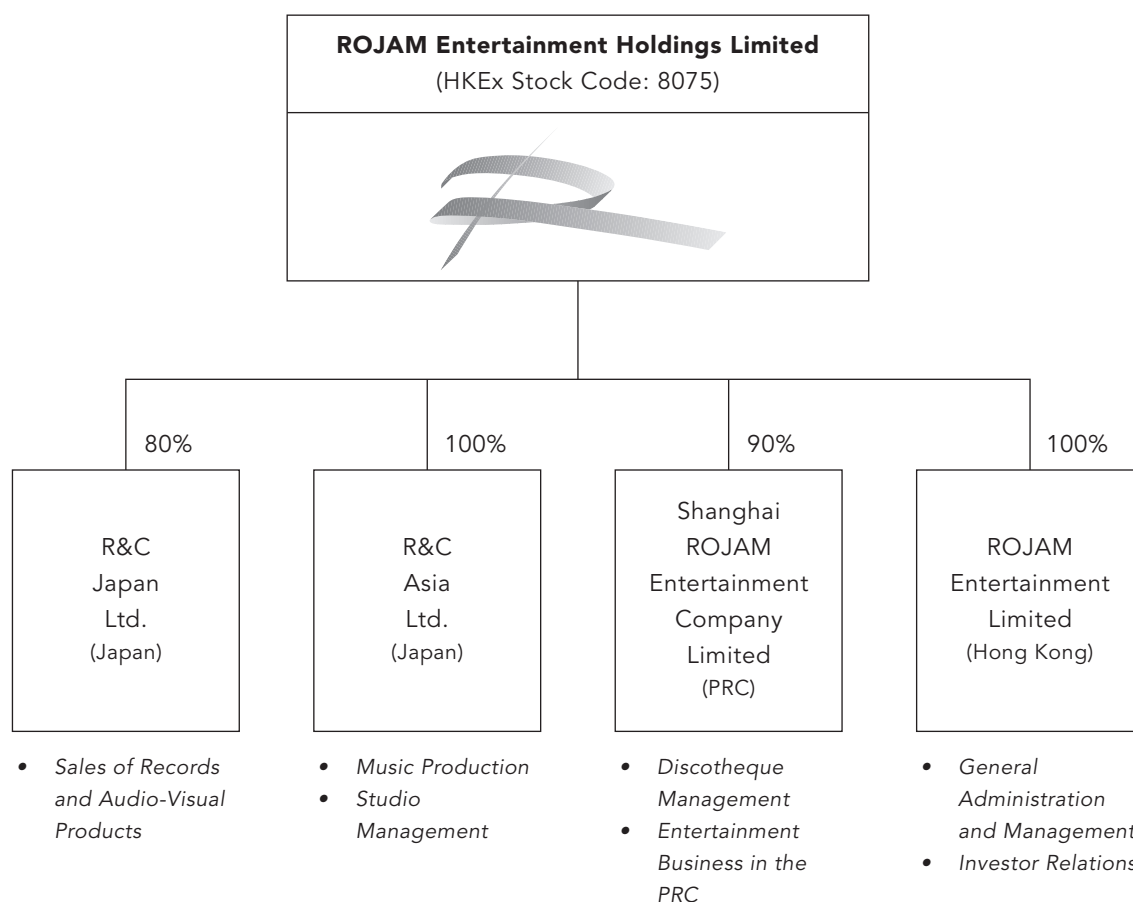 ROJAM Entertainment Holdings Limited
(HKEx Stock Code: 8075)
80%
100%
90%
100%
R&C
Japan
Ltd.
(Japan)
R&C
Asia
Ltd.
(Japan)
Shanghai
ROJAM
Entertainment
Company
Limited
(PRC)
ROJAM
Entertainment
Limited
(Hong Kong)
• Sales of Records
and Audio-Visual
Products
• Music Production
• Studio
Management
• Discotheque
Management
• Entertainment
Business in the
PRC
• General
Administration
and Management
• Investor Relations